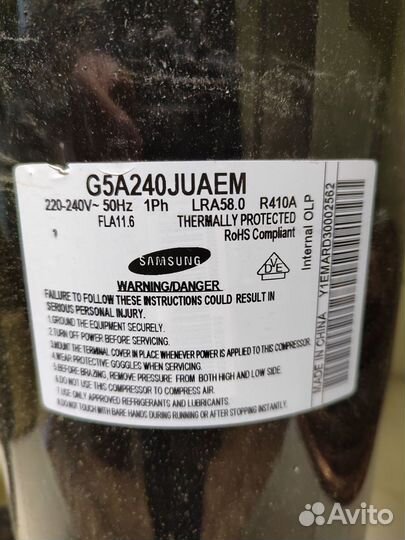 G5A240JUAEM
220-240V~ 50Hz 1Ph LRA58.0 R410A
FLA11.6 THERMALLY PROTECTED
RoHS Compliant
SAMSUNG
WARNING/DANGER
FAILURE TO FOLLOW THESE INSTRUCTIONS COULD RESULT IN
SERIOUS PERSONAL INJURY.
1.GROUND THE EQUIPMENT SECURELY.
2.TURN OFF POWER BEFORE SERVICING.
3.MOUNT THE TERMINAL COVER IN PLACE WHENEVER POWER IS APPLIED TO THIS COMPRESSOR.
4.WEAR PROTECTIVE GOGGLES WHEN SERVICING.
5.BEFORE BRAZING, REMOVE PRESSURE FROM BOTH HIGH AND LOW SIDE.
6.DO NOT USE THIS COMPRESSOR TO COMPRESS AIR.
7.USE ONLY APPROVED REFRIGERANTS AND LUBRICANTS.
8.DO NOT TOUCH WITH BARE HANDS DURING RUNNING OR AFTER STOPPING IMMEDIATELY.
Internal OLP
MADE IN CHINA Y1EMARD30002562
Avito